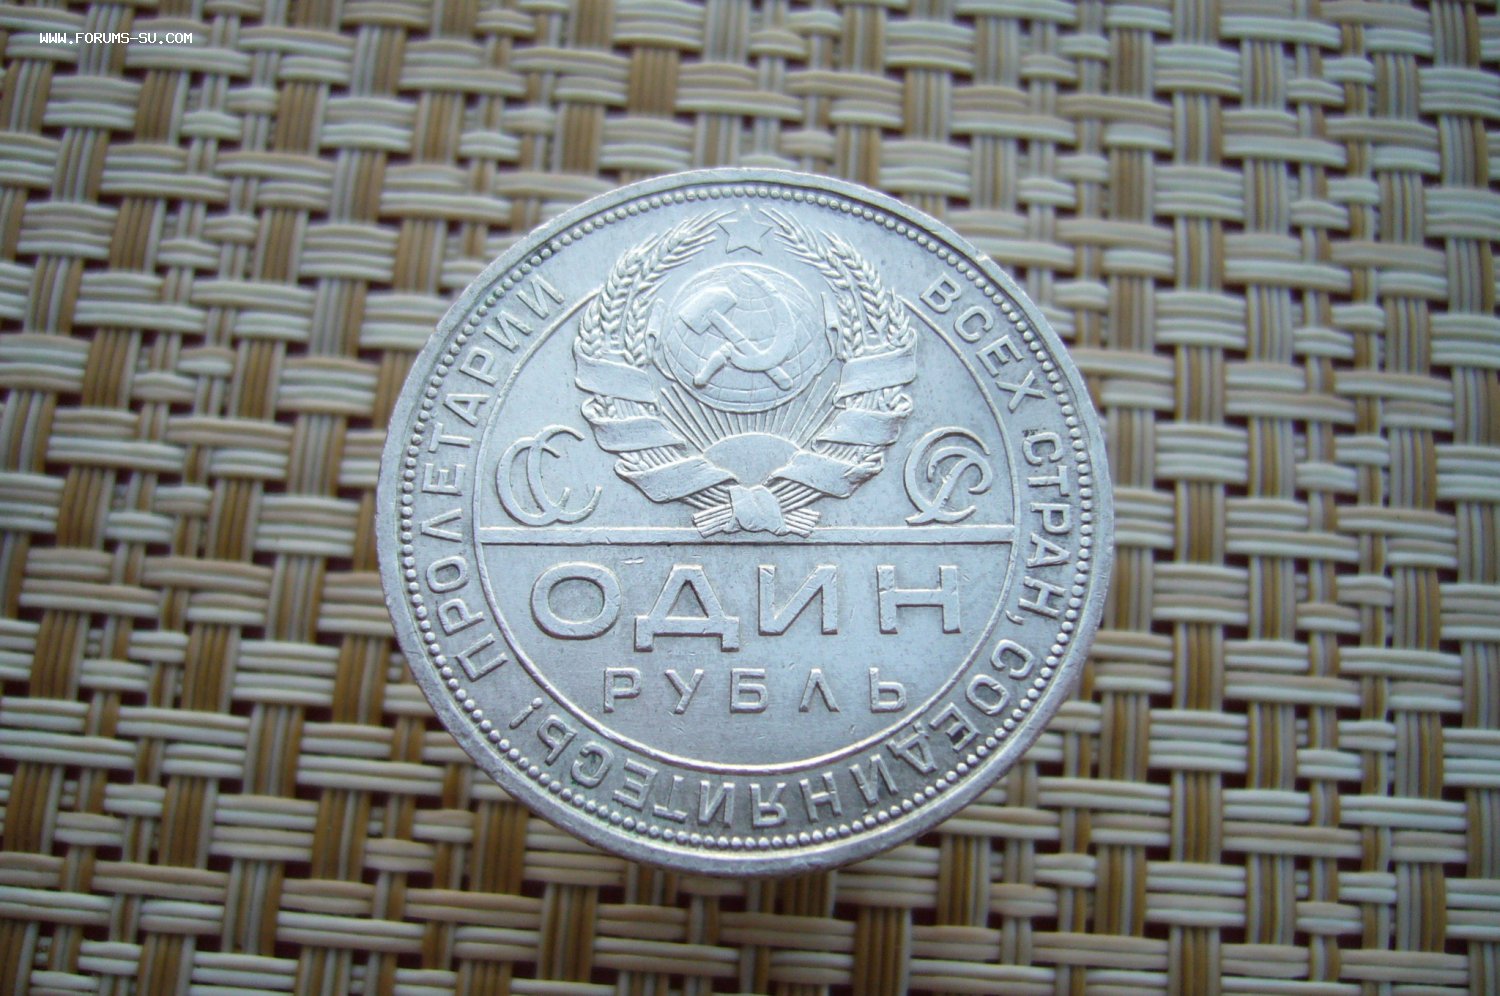 WWW.FORUMS-SU.COM
ПРОЛЕТАРИИ ВСЕХ СТРАН, СОЕДИНЯЙТЕСЬ!
СССР
ОДИН
РУБЛЬ